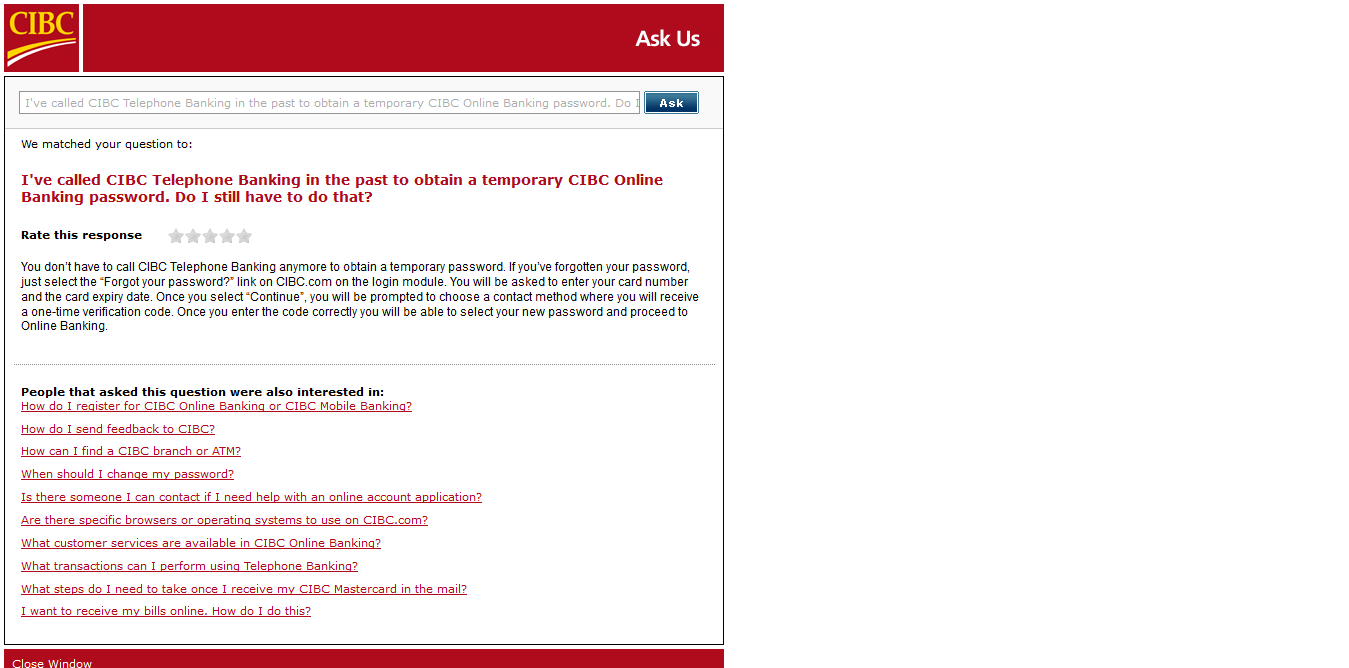 CIBC
Ask Us
I've called CIBC Telephone Banking in the past to obtain a temporary CIBC Online Banking password. Do I
Ask
We matched your question to:
I've called CIBC Telephone Banking in the past to obtain a temporary CIBC Online
Banking password. Do I still have to do that?
Rate this response
You don’t have to call CIBC Telephone Banking anymore to obtain a temporary password. If you’ve forgotten your password,
just select the “Forgot your password?” link on CIBC.com on the login module. You will be asked to enter your card number
and the card expiry date. Once you select “Continue”, you will be prompted to choose a contact method where you will receive
a one-time verification code. Once you enter the code correctly you will be able to select your new password and proceed to
Online Banking.
People that asked this question were also interested in:
How do I register for CIBC Online Banking or CIBC Mobile Banking?
How do I send feedback to CIBC?
How can I find a CIBC branch or ATM?
When should I change my password?
Is there someone I can contact if I need help with an online account application?
Are there specific browsers or operating systems to use on CIBC.com?
What customer services are available in CIBC Online Banking?
What transactions can I perform using Telephone Banking?
What steps do I need to take once I receive my CIBC Mastercard in the mail?
I want to receive my bills online. How do I do this?
Close Window